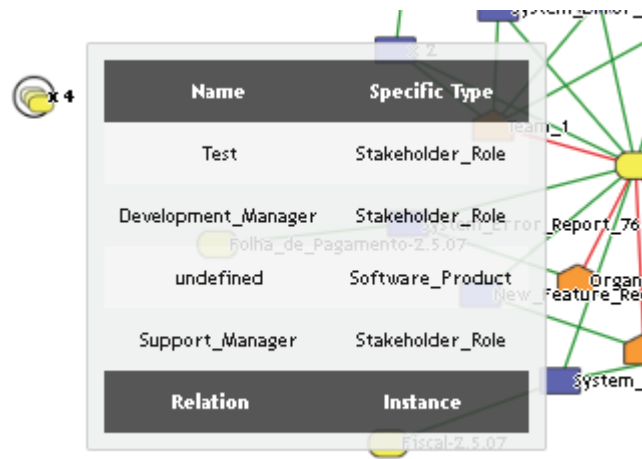 System_Error_
x 2
x 4
Name Specific Type
Team_1
Test Stakeholder_Role
Development_Manager Stakeholder_Role
System_Error_Report_76
Folha_de_Pagamento-2.5.07
undefined Software_Product
Organ
New_Feature_Re
Support_Manager Stakeholder_Role
System_
Relation Instance
Fiscal-2.5.07